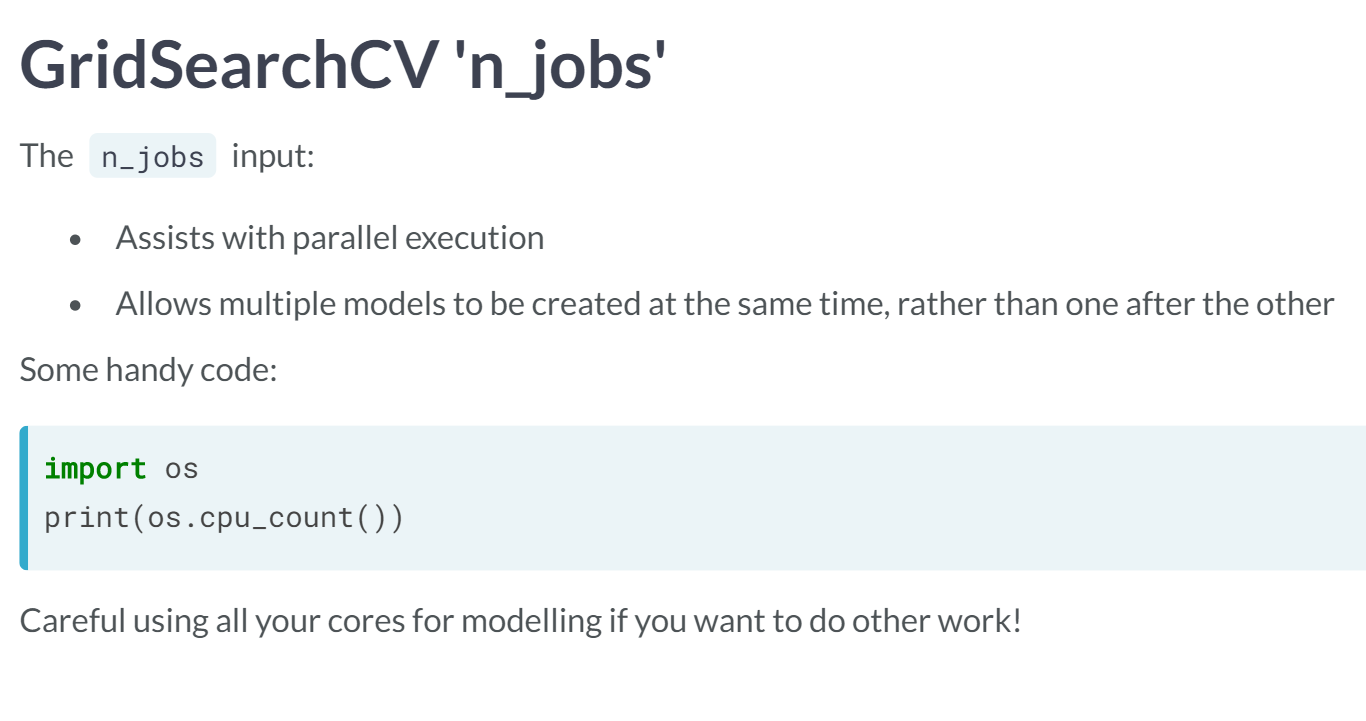 GridSearchCV 'n_jobs'
The n_jobs input:
• Assists with parallel execution
• Allows multiple models to be created at the same time, rather than one after the other
Some handy code:
import os
print(os.cpu_count())
Careful using all your cores for modelling if you want to do other work!